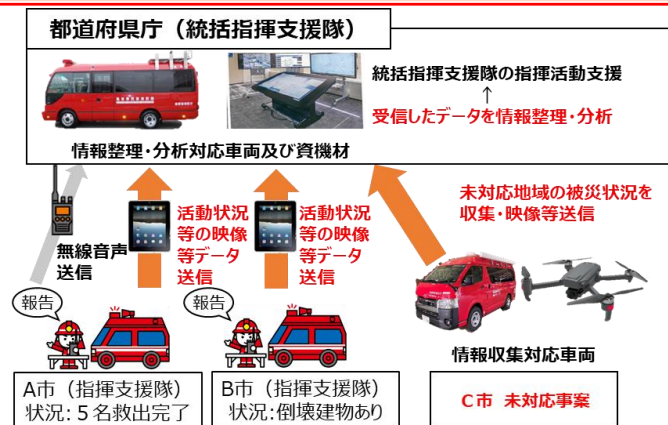 都道府県庁（統括指揮支援隊）
統括指揮支援隊の指揮活動支援
↑
受信したデータを情報整理・分析
情報整理・分析対応車両及び資機材
無線音声
送信
活動状況
等の映像
等データ
送信
活動状況
等の映像
等データ
送信
未対応地域の被災状況を
収集・映像等送信
報告
報告
情報収集対応車両
A市（指揮支援隊）
状況：５名救出完了
B市（指揮支援隊）
状況：倒壊建物あり
C市 未対応事案